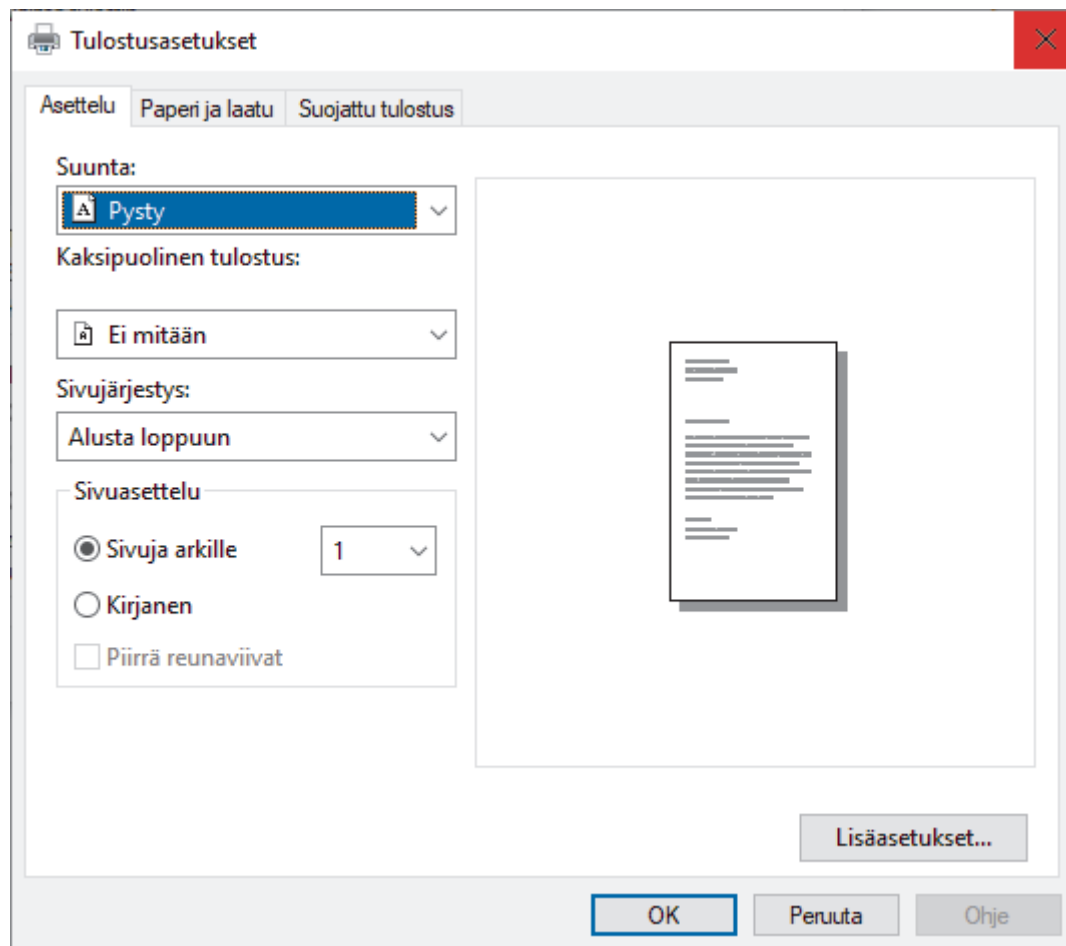 Tulostusasetukset
Asettelu Paperi ja laatu Suojattu tulostus
Suunta:
A Pysty
Kaksipuolinen tulostus:
A Ei mitään
Sivujärjestys:
Alusta loppuun
Sivuasettelu
Sivuja arkille 1
Kirjanen
Piirrä reunaviivat
Lisäasetukset...
OK Peruuta Ohje